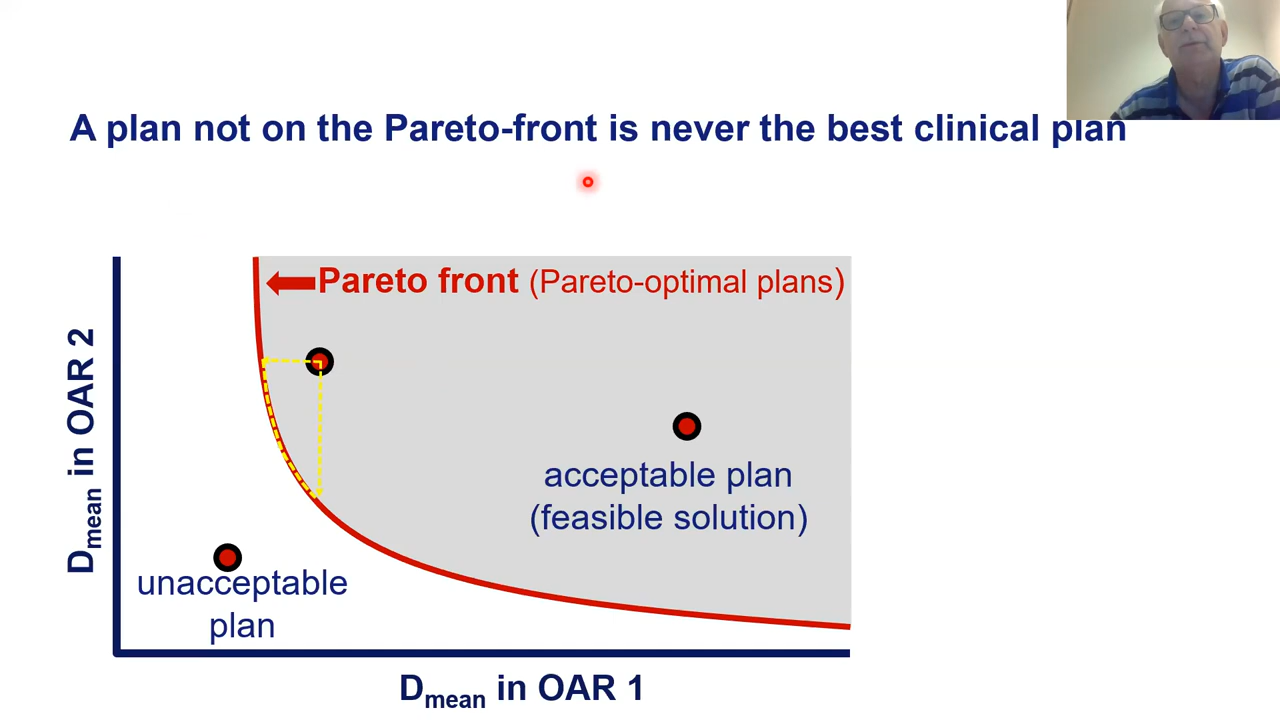 A plan not on the Pareto-front is never the best clinical plan
Pareto front (Pareto-optimal plans)
acceptable plan
(feasible solution)
unacceptable
plan
Dmean in OAR 2
Dmean in OAR 1